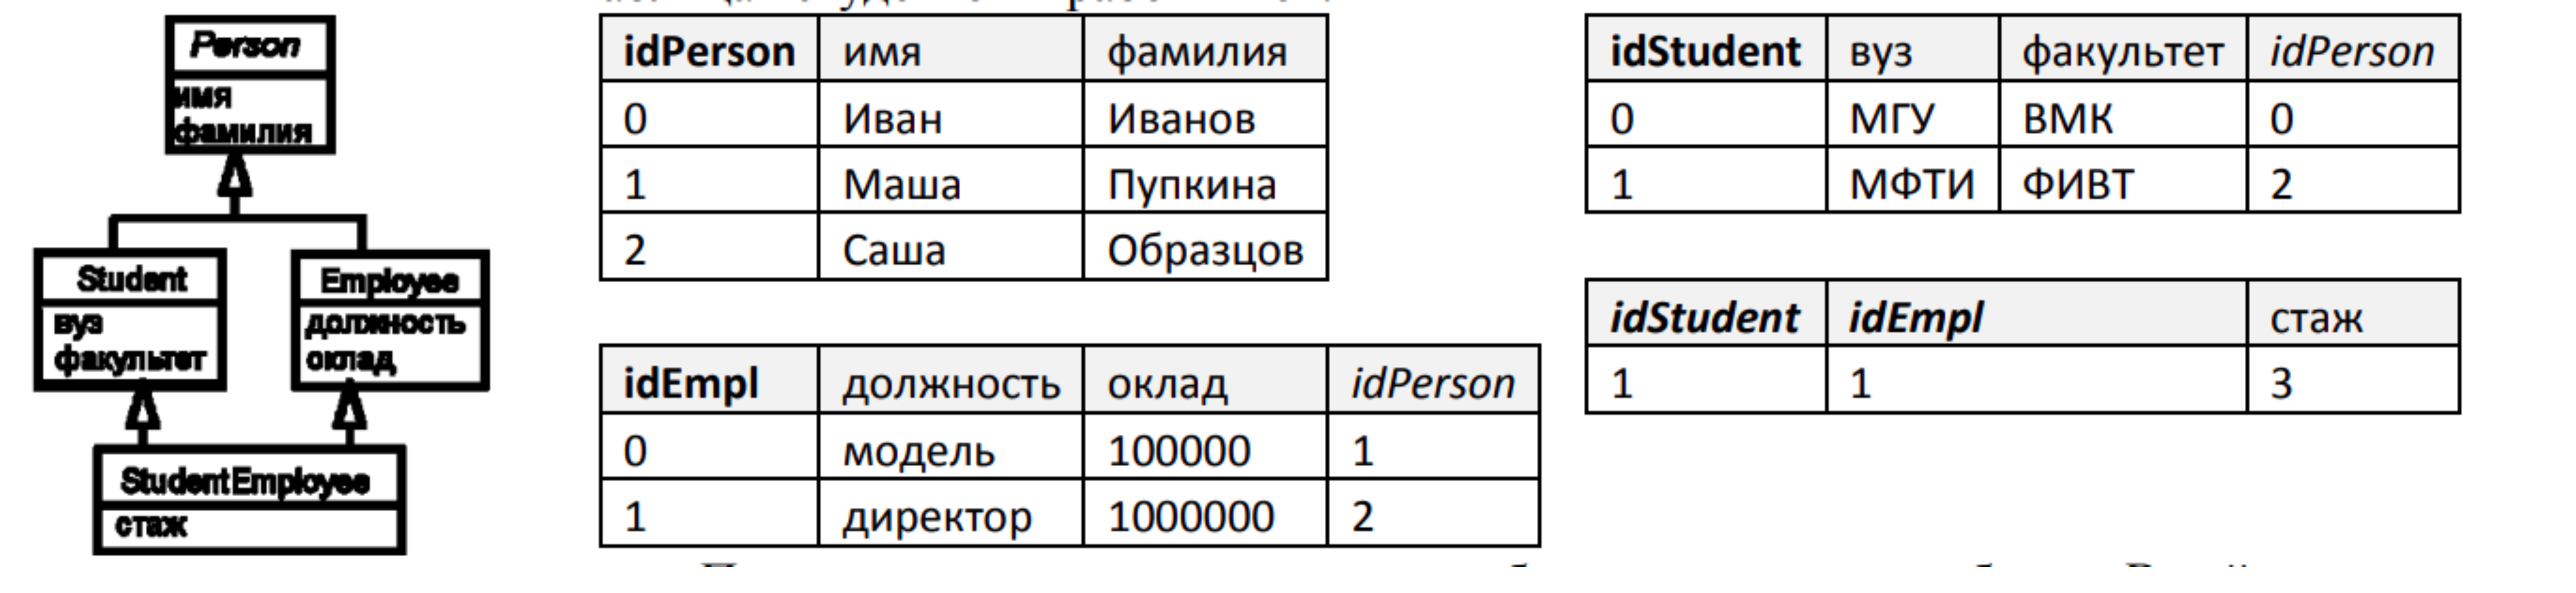 Person
имя
фамилия
Student
вуз
факультет
Employee
должность
оклад
StudentEmployee
стаж
idPerson имя фамилия
0 Иван Иванов
1 Маша Пупкина
2 Саша Образцов
idEmpl должность оклад idPerson
0 модель 100000 1
1 директор 1000000 2
idStudent вуз факультет idPerson
0 МГУ ВМК 0
1 МФТИ ФИВТ 2
idStudent idEmpl стаж
1 1 3